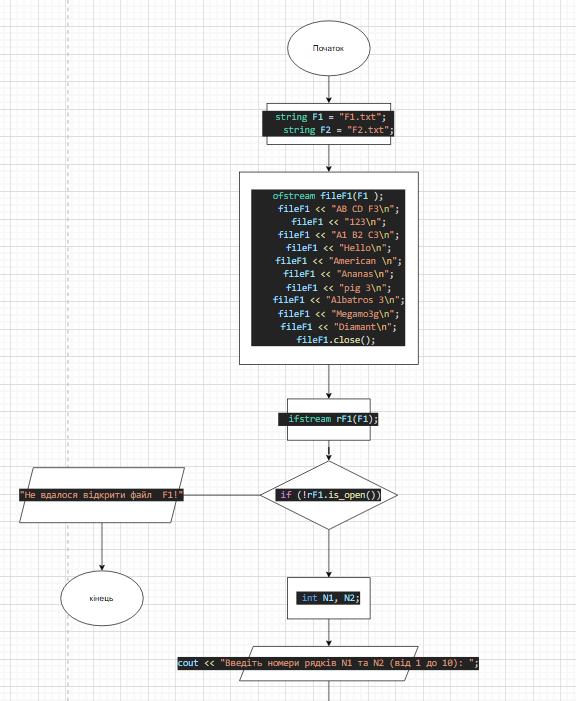 Початок
string F1 = "F1.txt";
string F2 = "F2.txt";
ofstream fileF1(F1 );
fileF1 << "AB CD F3\n";
fileF1 << "123\n";
fileF1 << "A1 B2 C3\n";
fileF1 << "Hello\n";
fileF1 << "American \n";
fileF1 << "Ananas\n";
fileF1 << "pig 3\n";
fileF1 << "Albatros 3\n";
fileF1 << "Megamo3g\n";
fileF1 << "Diamant\n";
fileF1.close();
ifstream rF1(F1);
if (!rF1.is_open())
"Не вдалося відкрити файл  F1!"
кінець
int N1, N2;
cout << "Введіть номери рядків N1 та N2 (від 1 до 10): ";